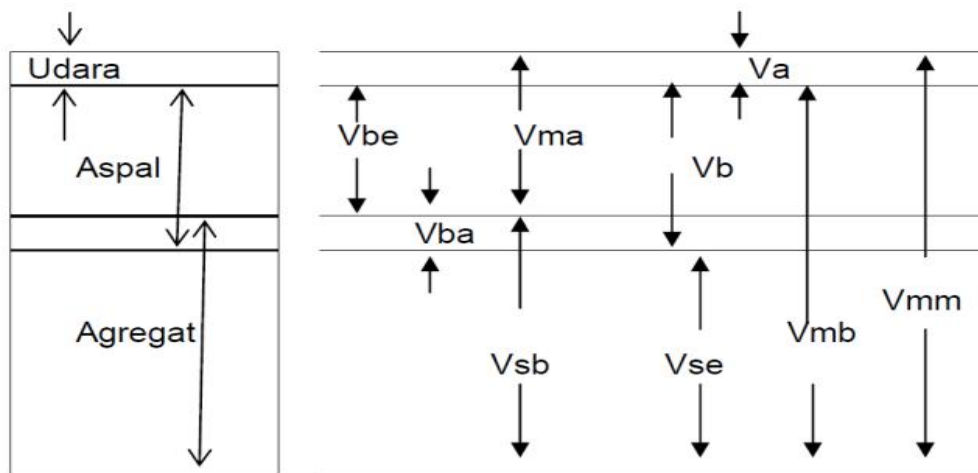 Udara
Aspal
Agregat
Va
Vbe
Vma
Vb
Vba
Vmm
Vsb
Vse
Vmb